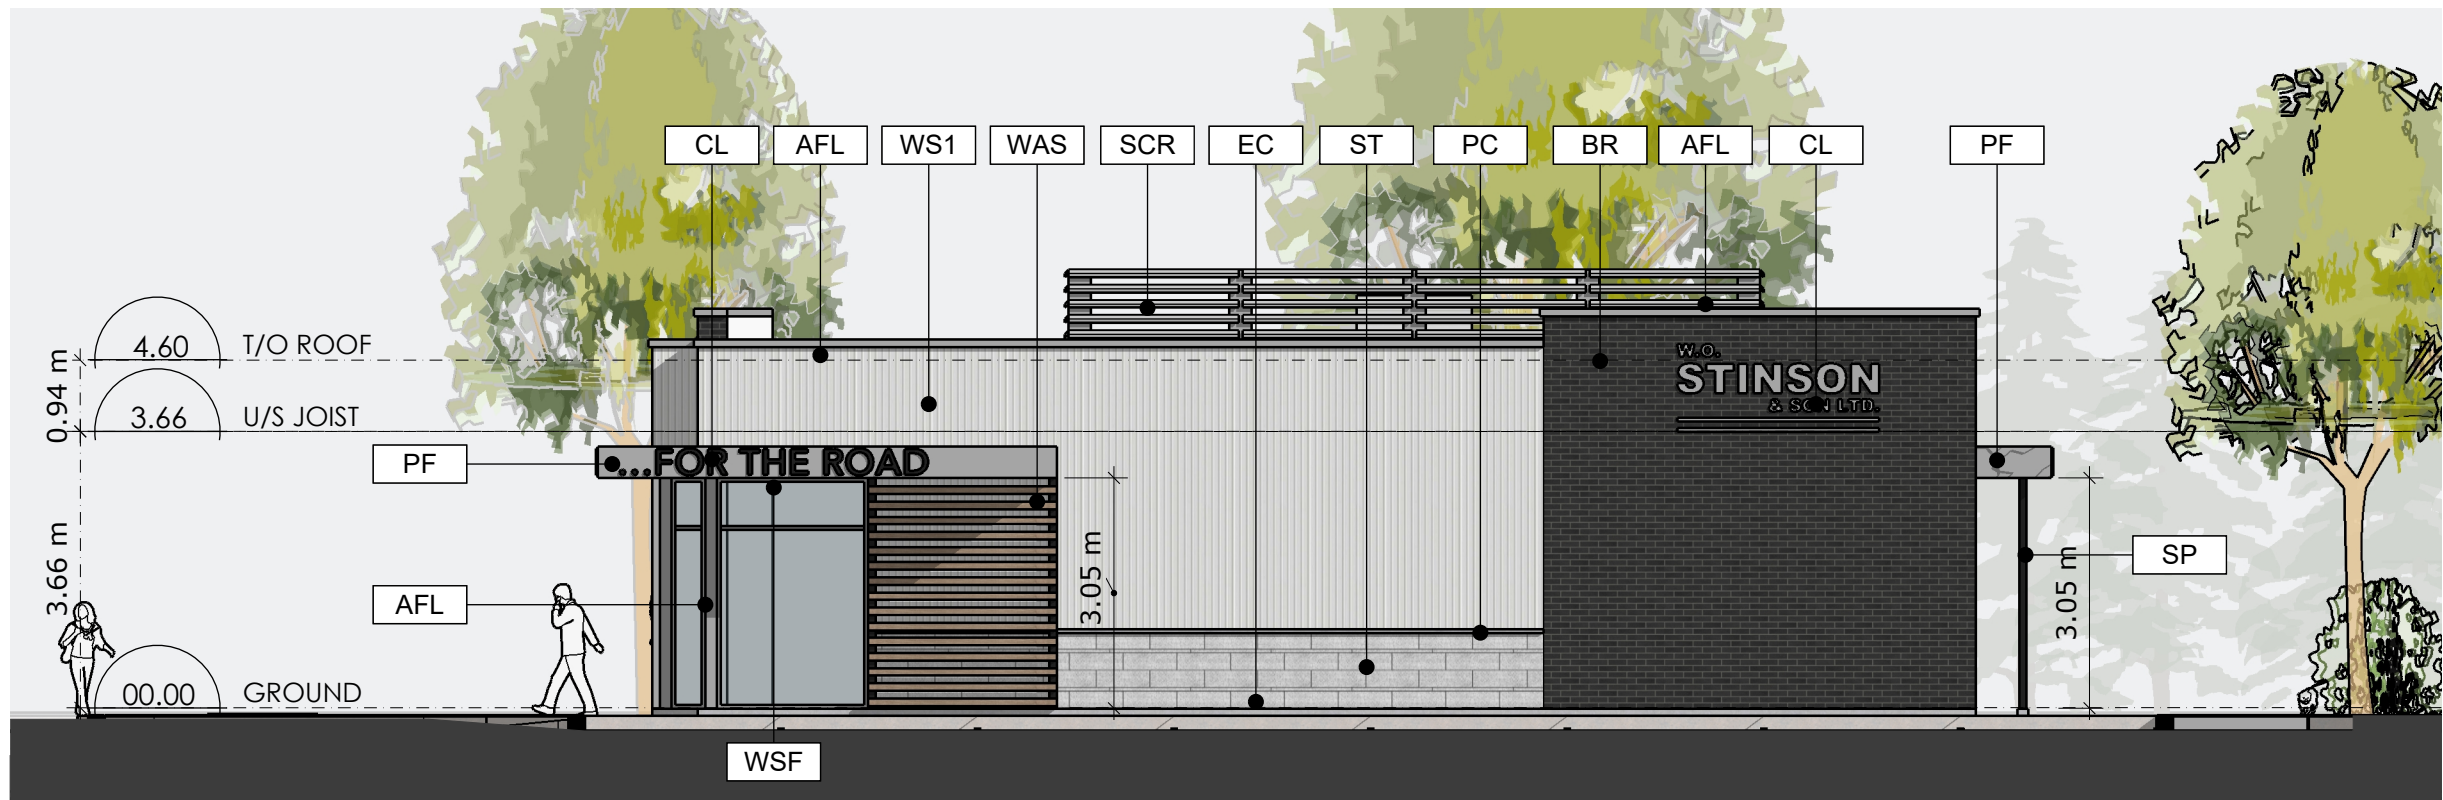 CL AFL WS1 WAS SCR EC ST PC BR AFL CL PF
4.60 T/O ROOF
0.94 m
3.66 U/S JOIST
W.O.
STINSON
& SON LTD.
PF
...FOR THE ROAD
3.66 m
3.05 m
SP
AFL
3.05 m
00.00 GROUND
WSF